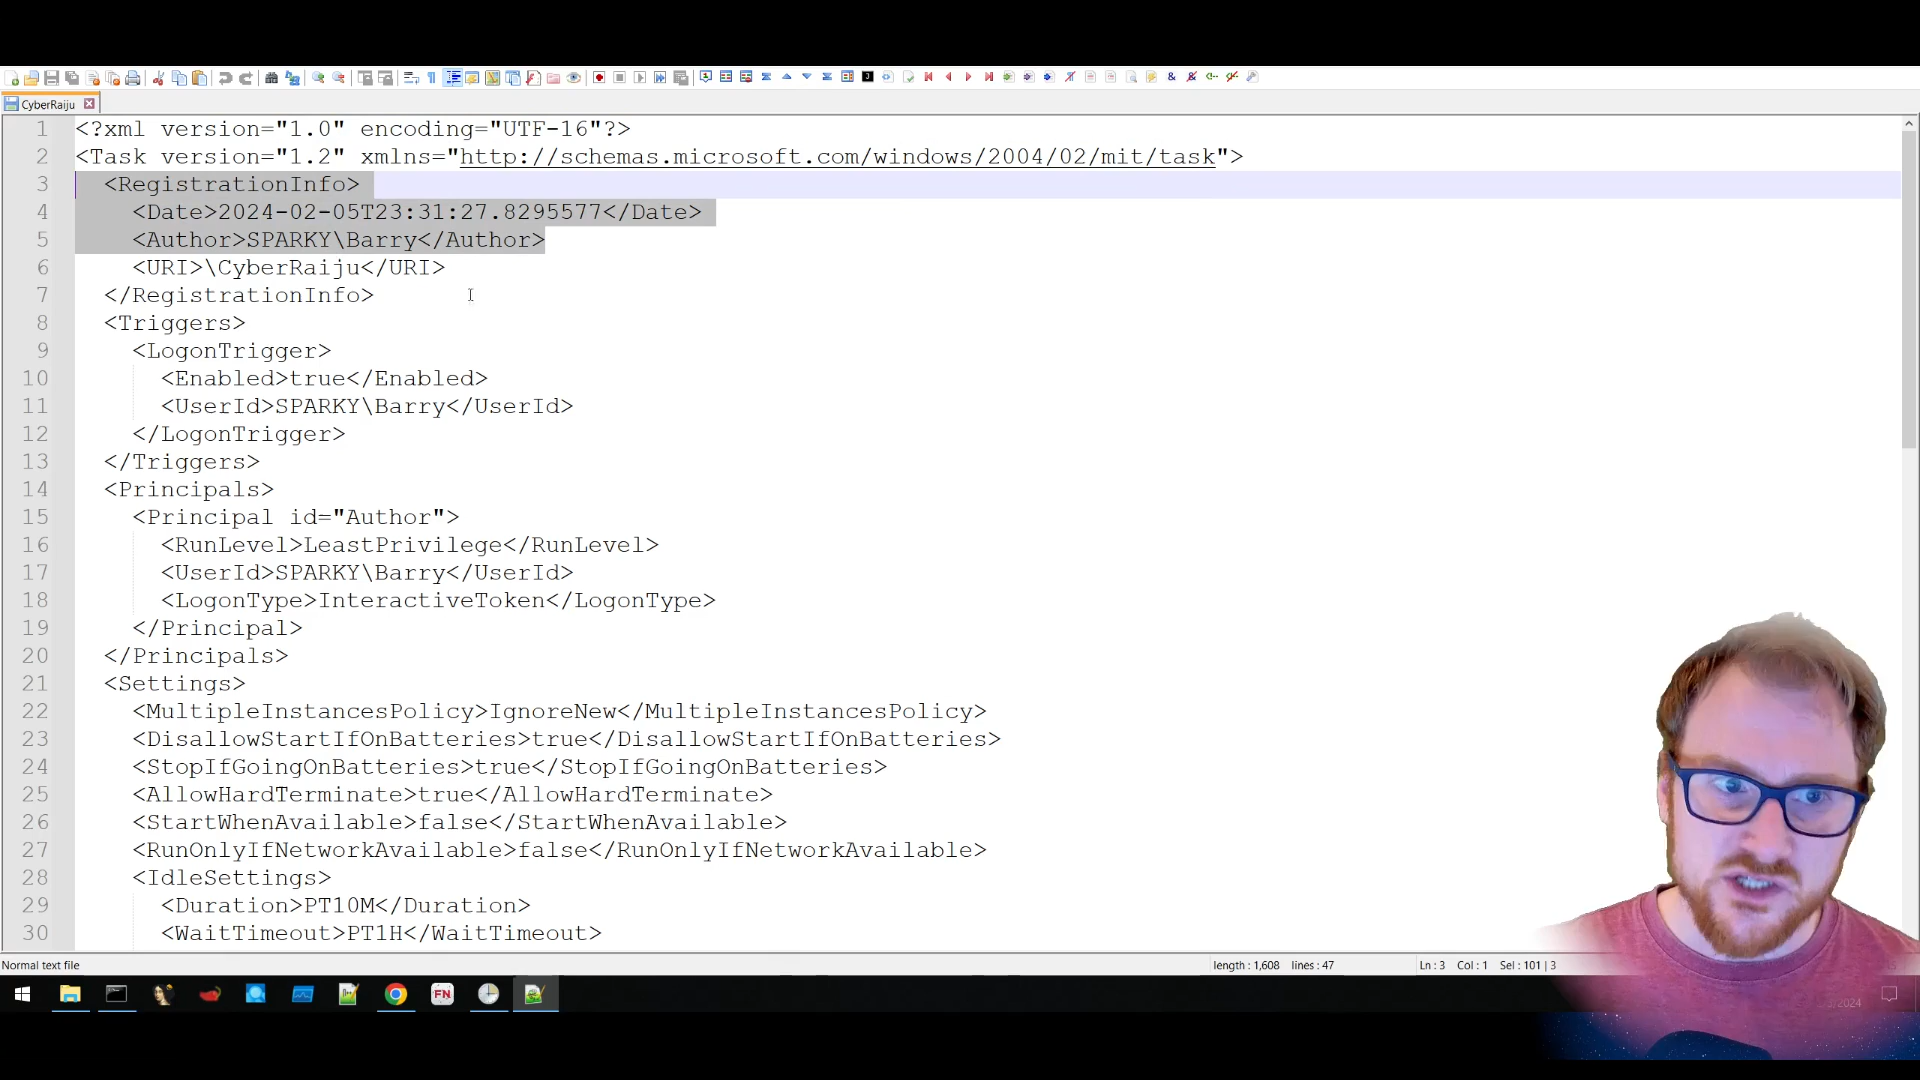 CyberRaiju
1 <?xml version="1.0" encoding="UTF-16"?>
2 <Task version="1.2" xmlns="http://schemas.microsoft.com/windows/2004/02/mit/task">
3 <RegistrationInfo>
4 <Date>2024-02-05T23:31:27.8295577</Date>
5 <Author>SPARKY\Barry</Author>
6 <URI>\CyberRaiju</URI>
7 </RegistrationInfo>
8 <Triggers>
9 <LogonTrigger>
10 <Enabled>true</Enabled>
11 <UserId>SPARKY\Barry</UserId>
12 </LogonTrigger>
13 </Triggers>
14 <Principals>
15 <Principal id="Author">
16 <RunLevel>LeastPrivilege</RunLevel>
17 <UserId>SPARKY\Barry</UserId>
18 <LogonType>InteractiveToken</LogonType>
19 </Principal>
20 </Principals>
21 <Settings>
22 <MultipleInstancesPolicy>IgnoreNew</MultipleInstancesPolicy>
23 <DisallowStartIfOnBatteries>true</DisallowStartIfOnBatteries>
24 <StopIfGoingOnBatteries>true</StopIfGoingOnBatteries>
25 <AllowHardTerminate>true</AllowHardTerminate>
26 <StartWhenAvailable>false</StartWhenAvailable>
27 <RunOnlyIfNetworkAvailable>false</RunOnlyIfNetworkAvailable>
28 <IdleSettings>
29 <Duration>PT10M</Duration>
30 <WaitTimeout>PT1H</WaitTimeout>
Normal text file length : 1,608 lines : 47 Ln : 3 Col : 1 Sel : 101 | 3
FN